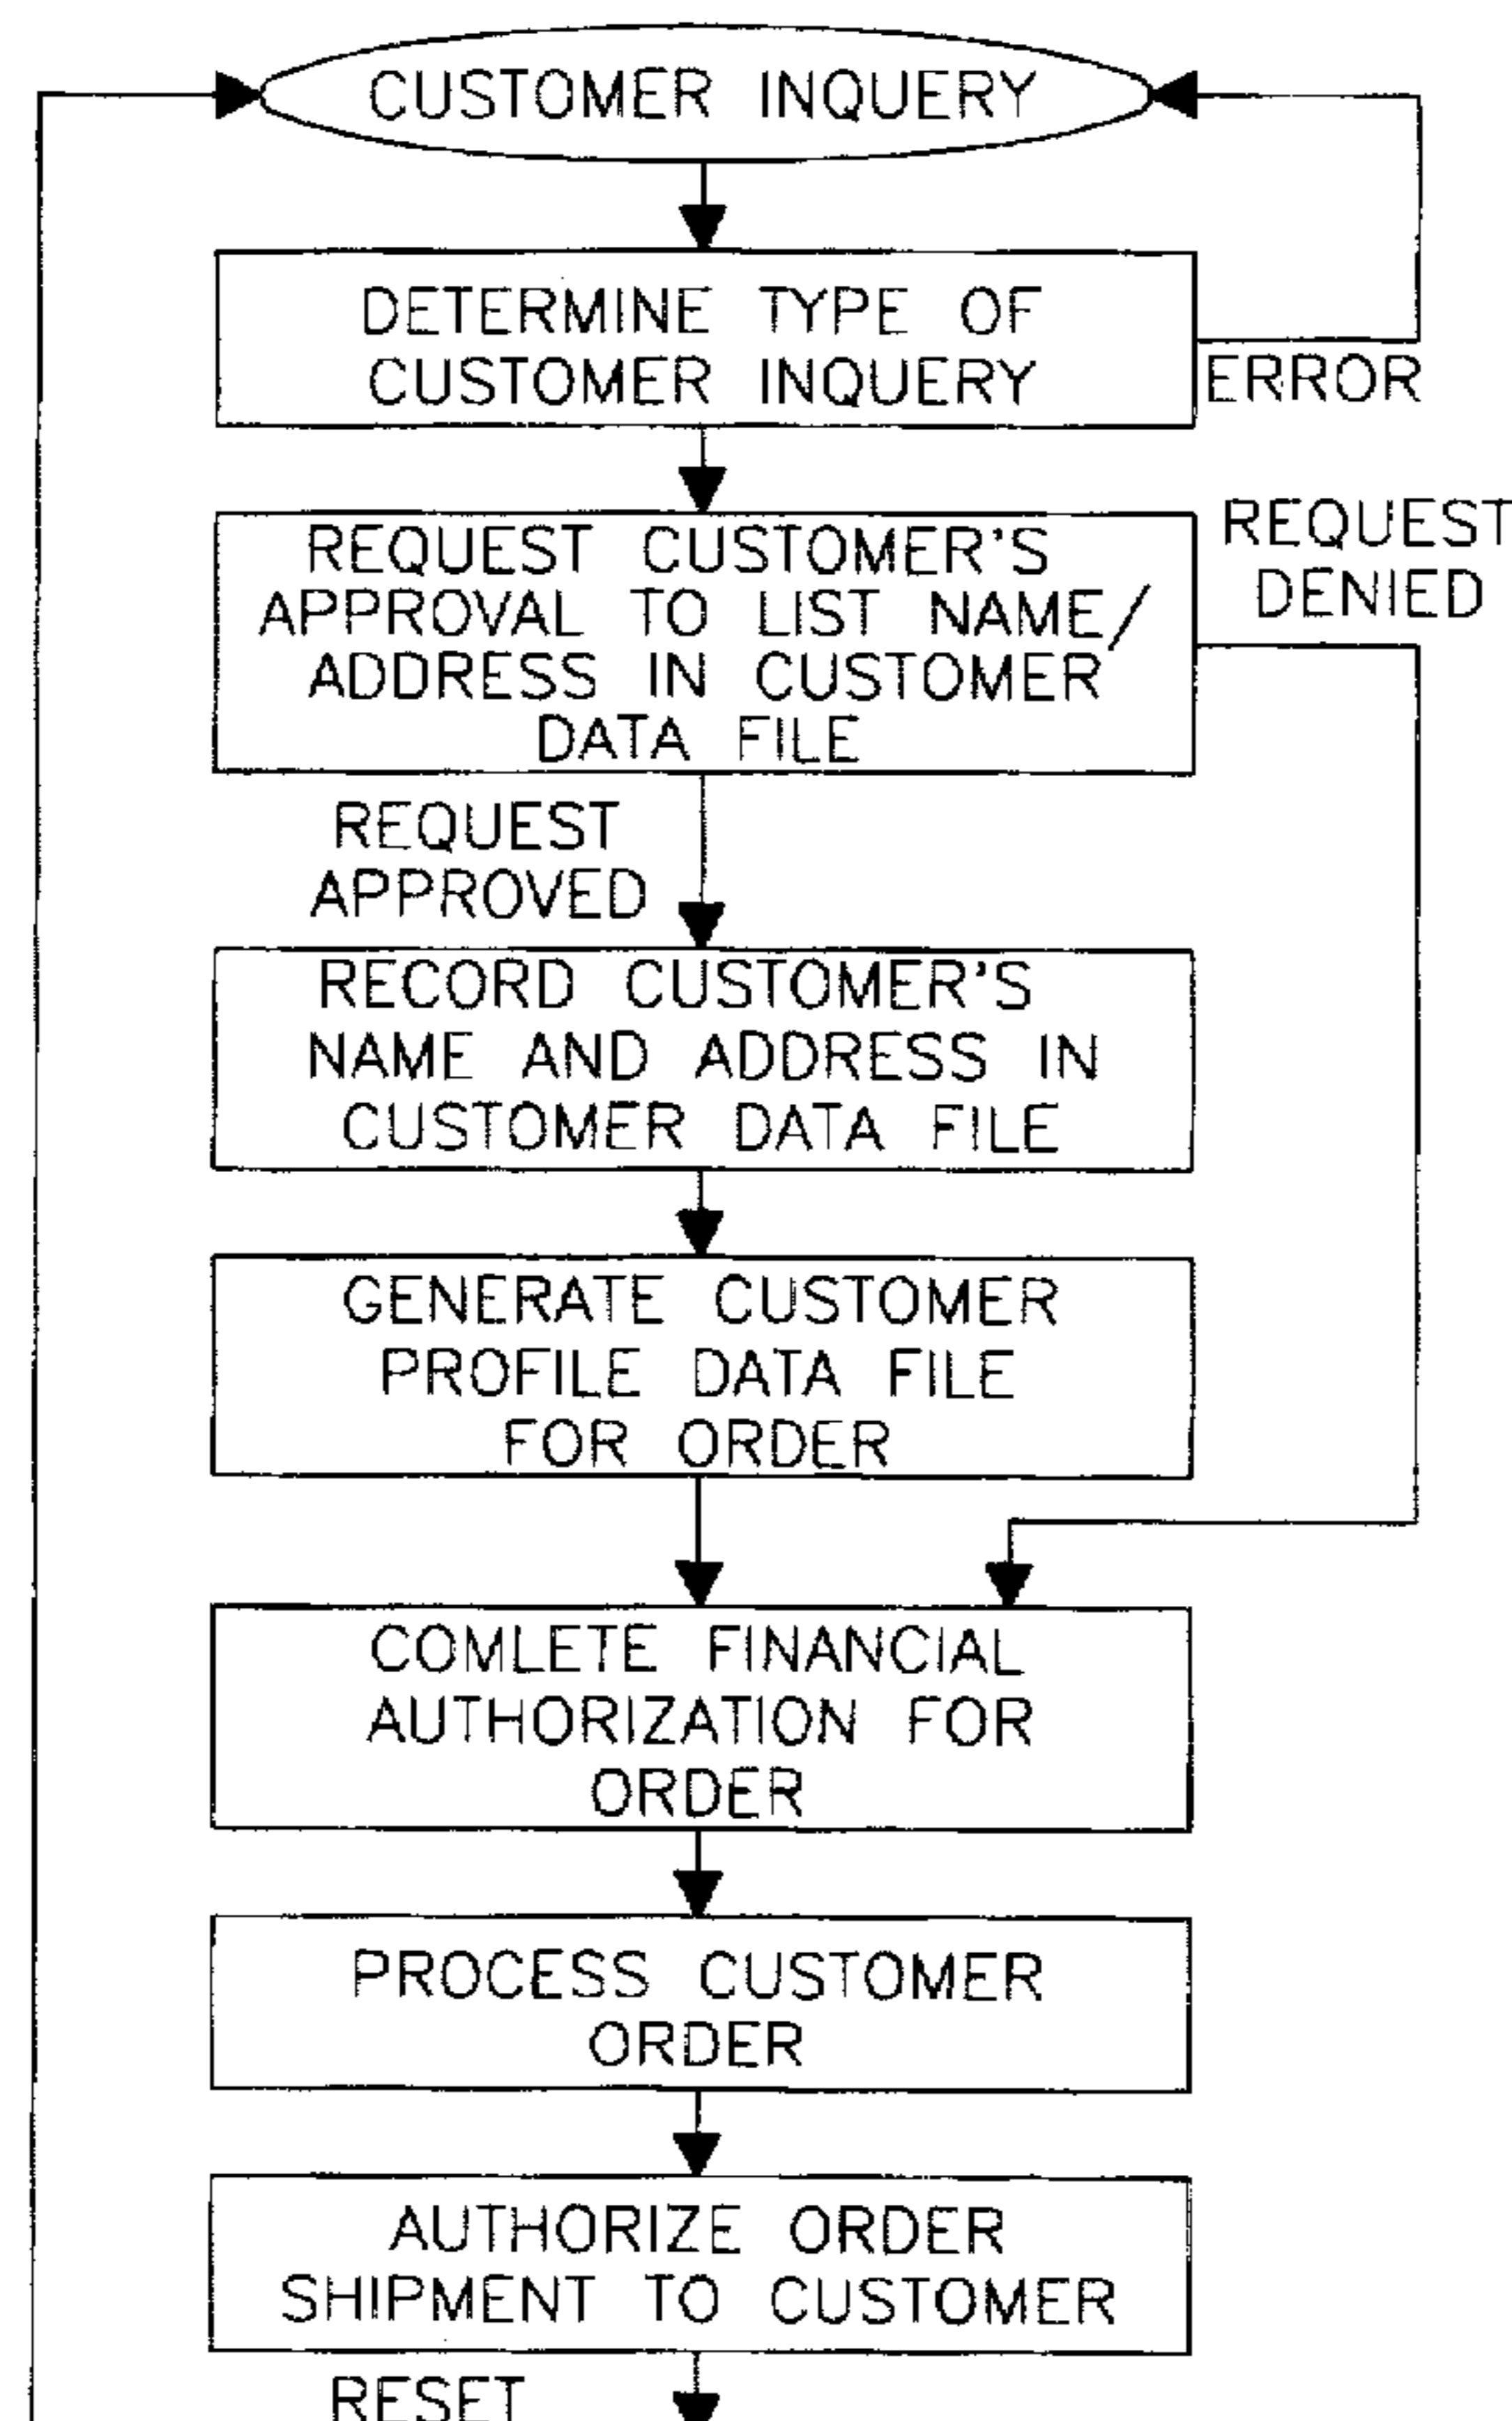 CUSTOMER INQUERY
DETERMINE TYPE OF
CUSTOMER INQUERY
ERROR
REQUEST CUSTOMER'S
APPROVAL TO LIST NAME/
ADDRESS IN CUSTOMER
DATA FILE
REQUEST
DENIED
REQUEST
APPROVED
RECORD CUSTOMER'S
NAME AND ADDRESS IN
CUSTOMER DATA FILE
GENERATE CUSTOMER
PROFILE DATA FILE
FOR ORDER
COMLETE FINANCIAL
AUTHORIZATION FOR
ORDER
PROCESS CUSTOMER
ORDER
AUTHORIZE ORDER
SHIPMENT TO CUSTOMER
RESET